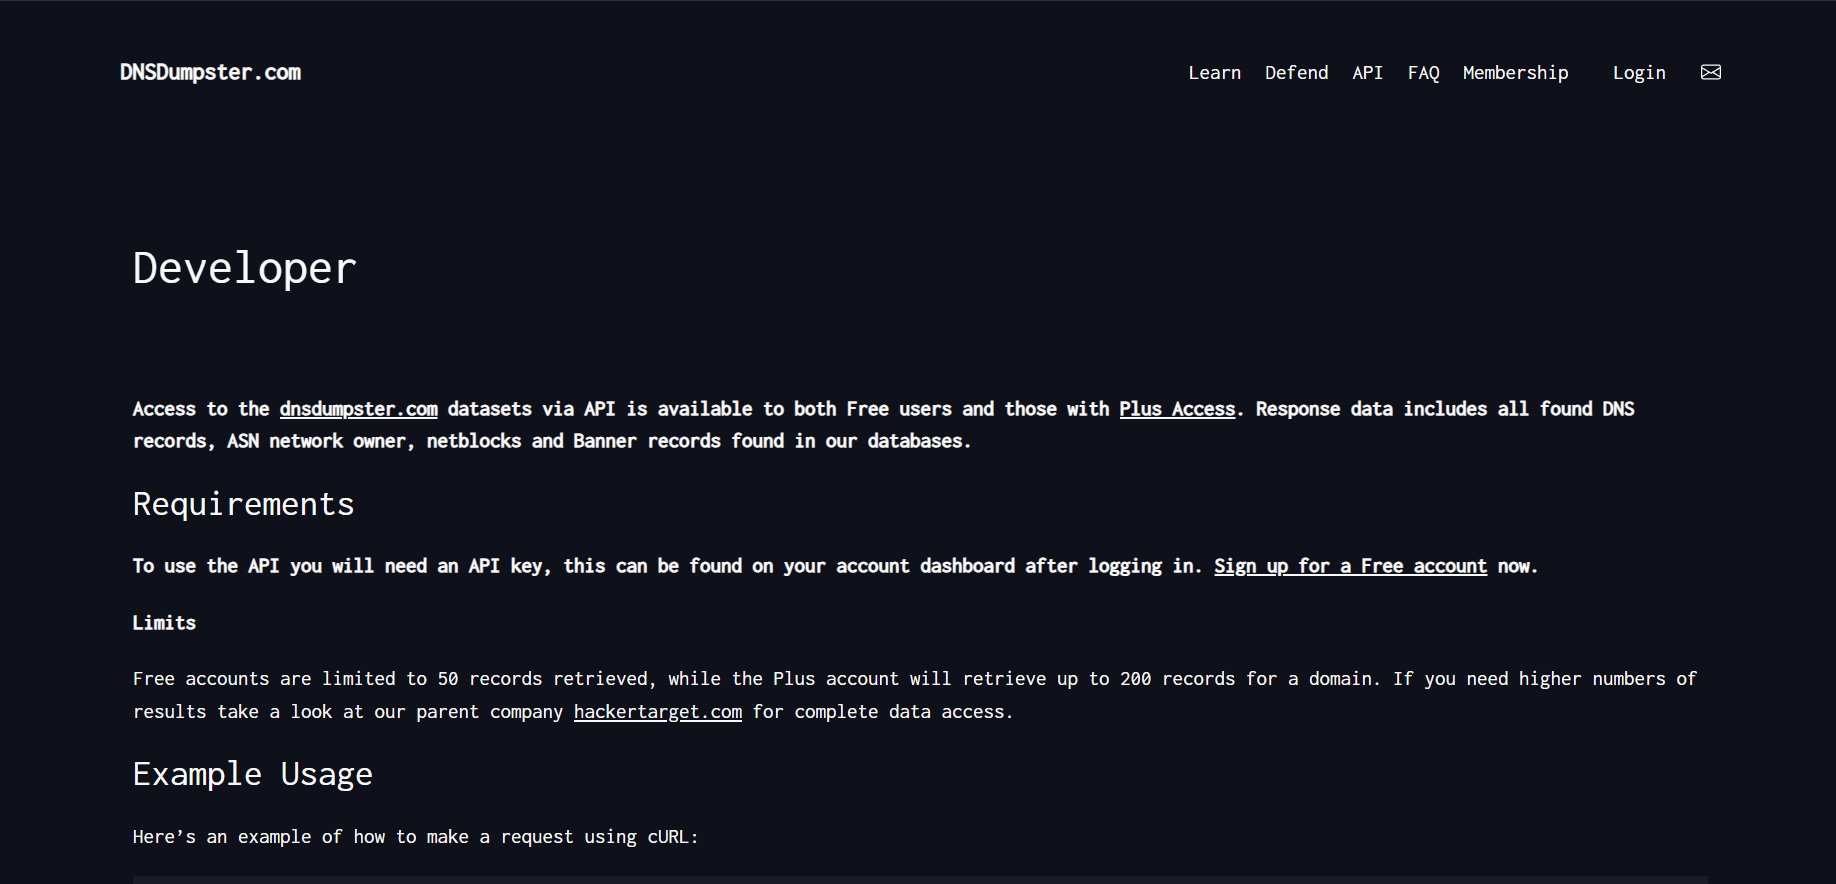 DNSDumpster.com
Learn Defend API FAQ Membership Login
Developer
Access to the dnsdumpster.com datasets via API is available to both Free users and those with Plus Access. Response data includes all found DNS
records, ASN network owner, netblocks and Banner records found in our databases.
Requirements
To use the API you will need an API key, this can be found on your account dashboard after logging in. Sign up for a Free account now.
Limits
Free accounts are limited to 50 records retrieved, while the Plus account will retrieve up to 200 records for a domain. If you need higher numbers of
results take a look at our parent company hackertarget.com for complete data access.
Example Usage
Here’s an example of how to make a request using cURL: